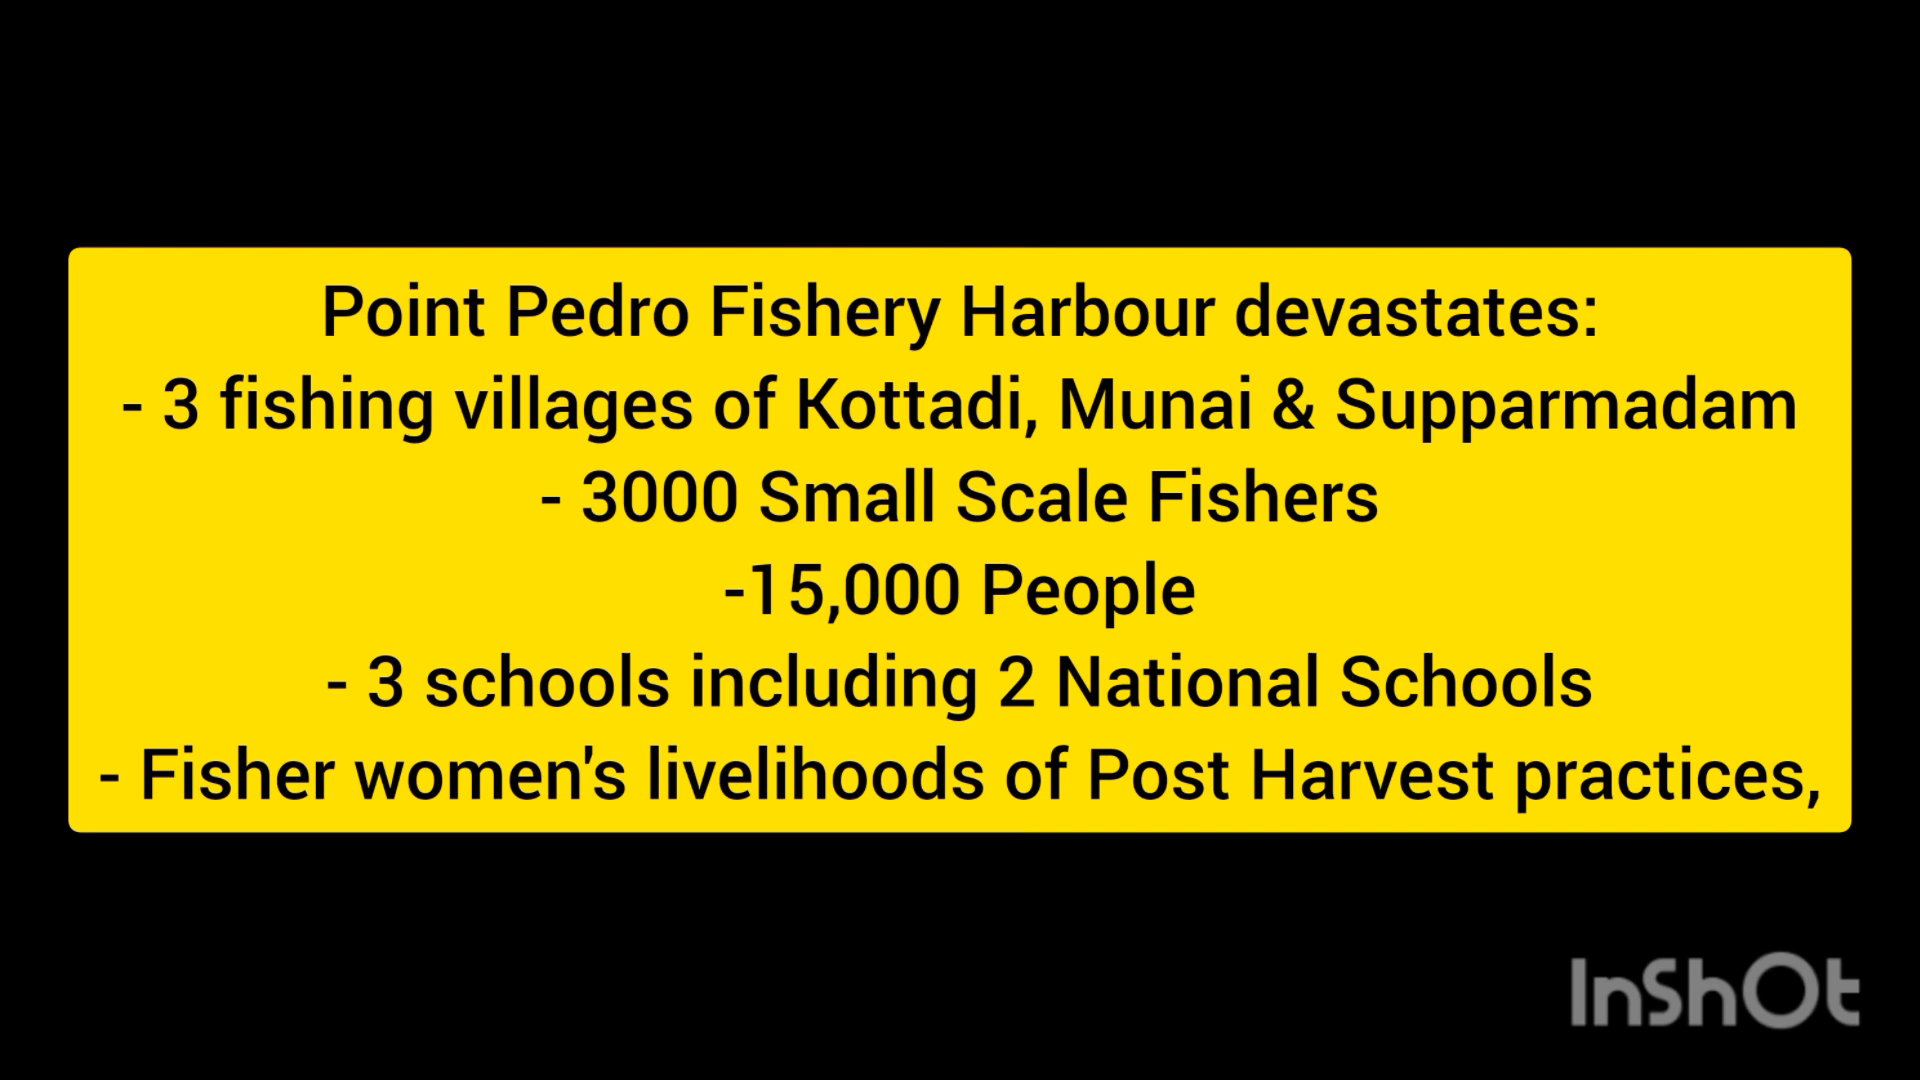 Point Pedro Fishery Harbour devastates:
- 3 fishing villages of Kottadi, Munai & Supparmadam
- 3000 Small Scale Fishers
-15,000 People
- 3 schools including 2 National Schools
- Fisher women's livelihoods of Post Harvest practices,
InShOt